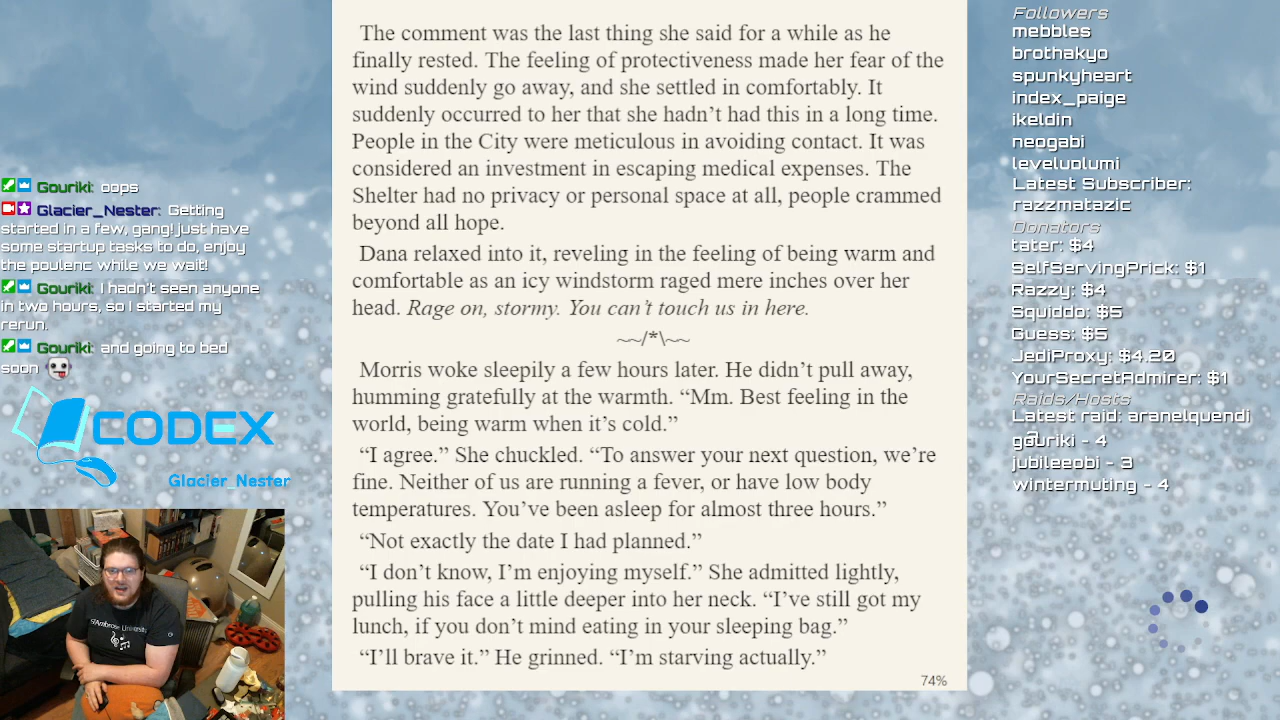 Gouriki: oops
Glacier_Nester: Getting
started in a few, gang! just have
some startup tasks to do, enjoy
the poulenc while we wait!
Gouriki: I hadn't seen anyone
in two hours, so I started my
rerun.
Gouriki: and going to bed
soon
CODEX
Glacier_Nester
St Ambrose University
The comment was the last thing she said for a while as he
finally rested. The feeling of protectiveness made her fear of the
wind suddenly go away, and she settled in comfortably. It
suddenly occurred to her that she hadn’t had this in a long time.
People in the City were meticulous in avoiding contact. It was
considered an investment in escaping medical expenses. The
Shelter had no privacy or personal space at all, people crammed
beyond all hope.
Dana relaxed into it, reveling in the feeling of being warm and
comfortable as an icy windstorm raged mere inches over her
head. Rage on, stormy. You can’t touch us in here.
~~/*\~~
Morris woke sleepily a few hours later. He didn’t pull away,
humming gratefully at the warmth. “Mm. Best feeling in the
world, being warm when it’s cold.”
“I agree.” She chuckled. “To answer your next question, we’re
fine. Neither of us are running a fever, or have low body
temperatures. You’ve been asleep for almost three hours.”
“Not exactly the date I had planned.”
“I don’t know, I’m enjoying myself.” She admitted lightly,
pulling his face a little deeper into her neck. “I’ve still got my
lunch, if you don’t mind eating in your sleeping bag.”
“I’ll brave it.” He grinned. “I’m starving actually.”
74%
Followers
mebbles
brothakyo
spunkyheart
index_paige
ikeldin
neogabi
leveluolumi
Latest Subscriber:
razzmatazic
Donators
tater: $4
SelfServingPrick: $1
Razzy: $4
Squiddo: $5
Guess: $5
JediProxy: $4.20
YourSecretAdmirer: $1
Raids/Hosts
Latest raid: aranelquendi
gouriki - 4
jubileeobi - 3
wintermuting - 4